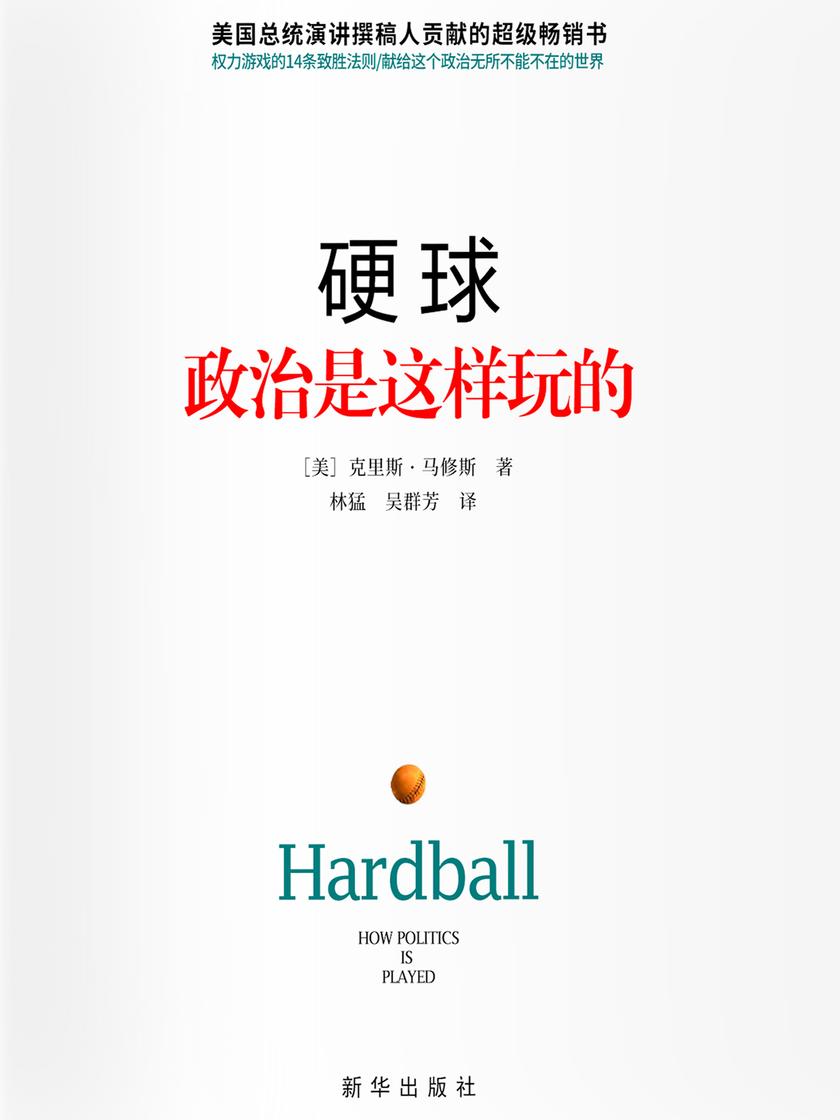 美国总统演讲撰稿人贡献的超级畅销书
权力游戏的14条致胜法则/献给这个政治无所不能不在的世界
硬球
政治是这样玩的
［美］克里斯·马修斯 著
林猛 吴群芳 译
Hardball
HOW POLITICS
IS
PLAYED
新华出版社